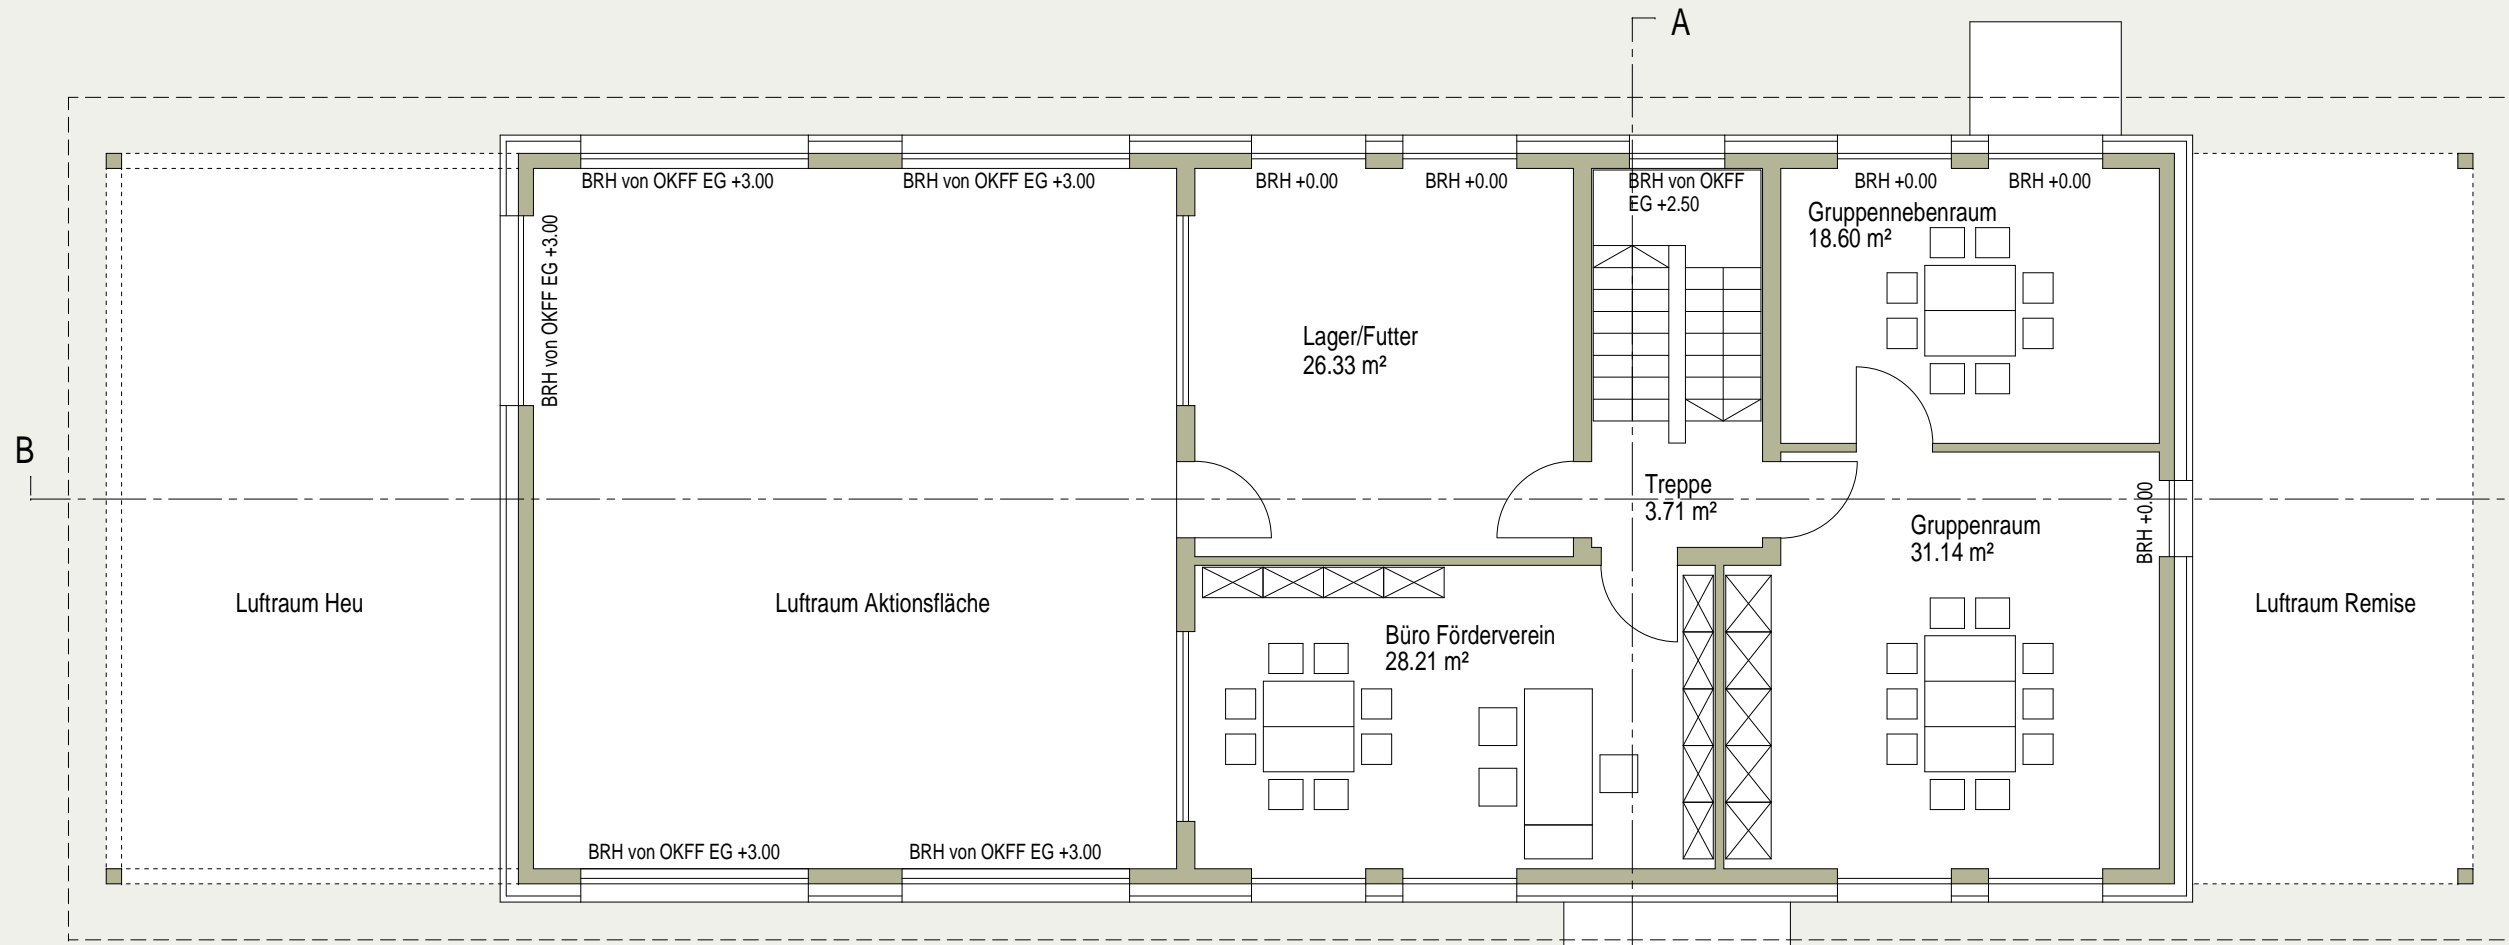 A
BRH von OKFF EG +3.00
BRH von OKFF EG +3.00
BRH +0.00
BRH +0.00
BRH von OKFF
EG +2.50
BRH +0.00
BRH +0.00
Gruppennebenraum
18.60 m²
BRH von OKFF EG +3.00
Lager/Futter
26.33 m²
B
Treppe
3.71 m²
Gruppenraum
31.14 m²
BRH +0.00
Luftraum Heu
Luftraum Aktionsfläche
Luftraum Remise
Büro Förderverein
28.21 m²
BRH von OKFF EG +3.00
BRH von OKFF EG +3.00